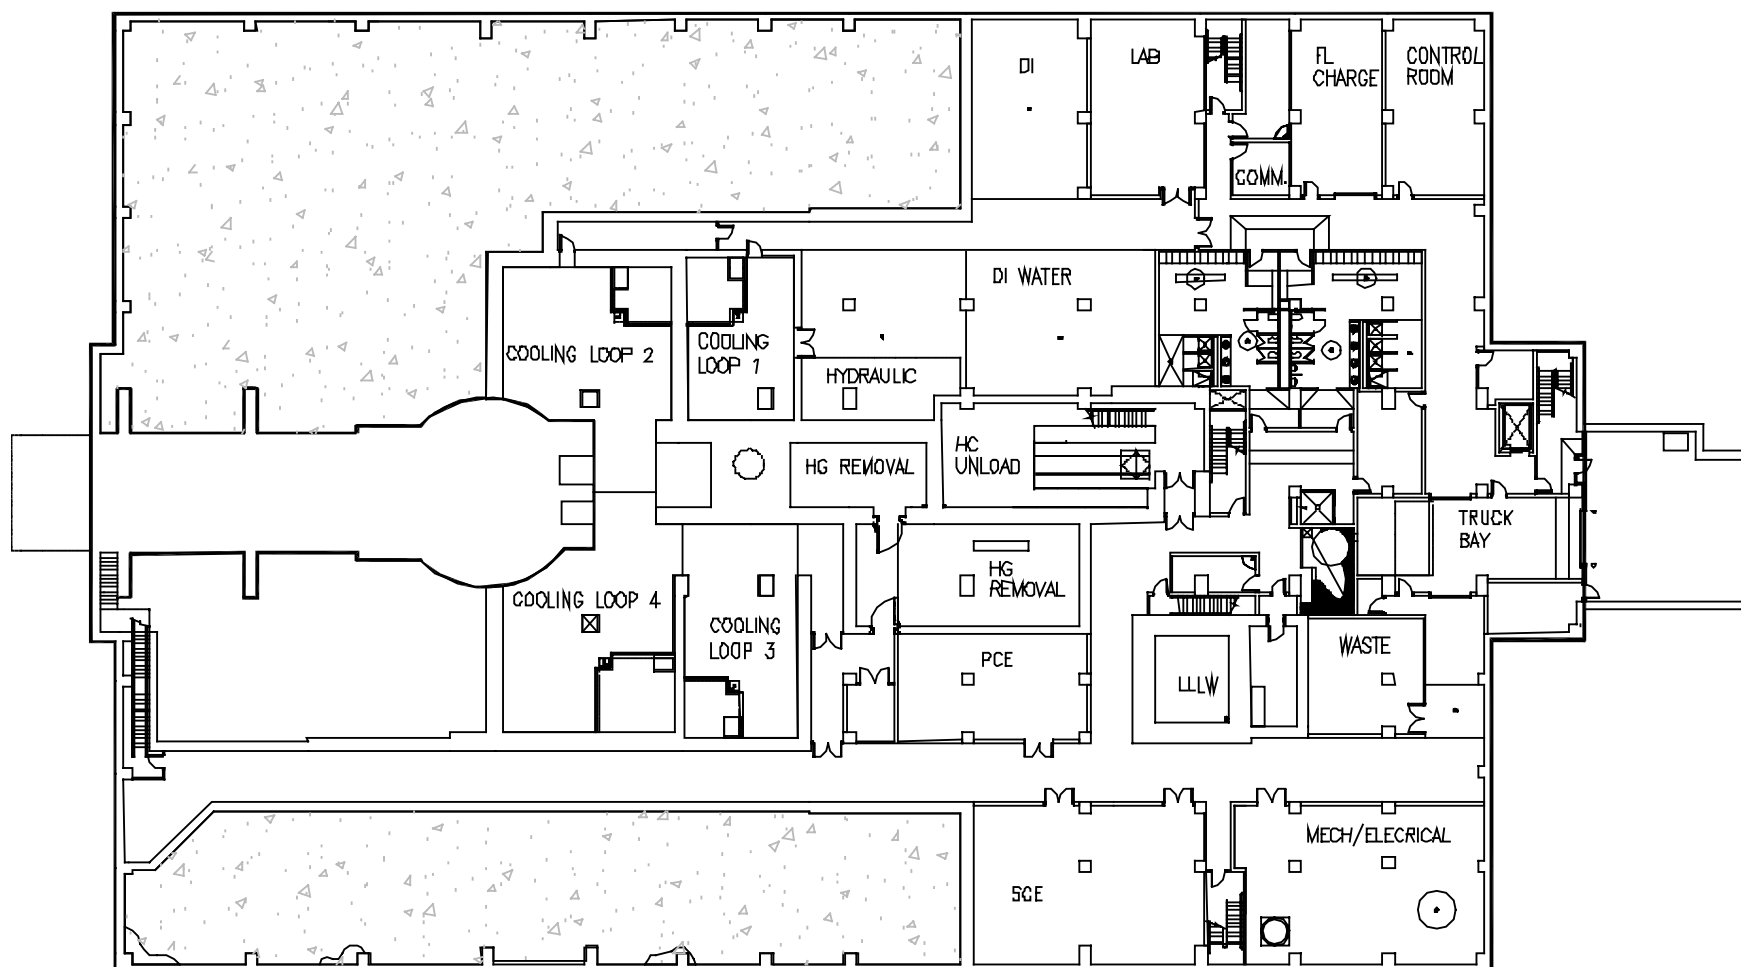 DI
LAB
FL
CHARGE
CONTROL
ROOM
COMM.
DI WATER
COOLING LOOP 2
COOLING
LOOP 1
HYDRAULIC
HG REMOVAL
HC
UNLOAD
TRUCK
BAY
HG
REMOVAL
COOLING LOOP 4
COOLING
LOOP 3
PCE
LLLW
WASTE
MECH/ELECRICAL
SCE